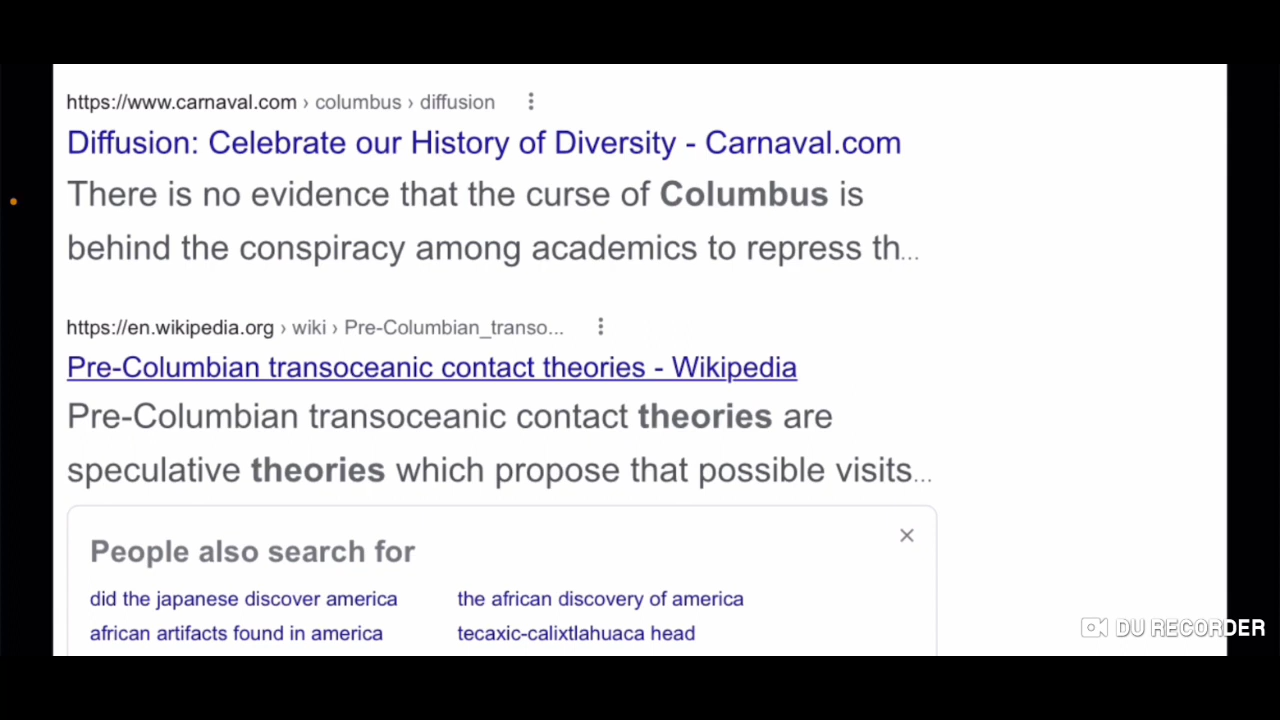 https://www.carnaval.com › columbus › diffusion
Diffusion: Celebrate our History of Diversity - Carnaval.com
There is no evidence that the curse of Columbus is
behind the conspiracy among academics to repress th...
https://en.wikipedia.org › wiki › Pre-Columbian_transo...
Pre-Columbian transoceanic contact theories - Wikipedia
Pre-Columbian transoceanic contact theories are
speculative theories which propose that possible visits...
People also search for
did the japanese discover america
the african discovery of america
african artifacts found in america
tecaxic-calixtlahuaca head
DU RECORDER